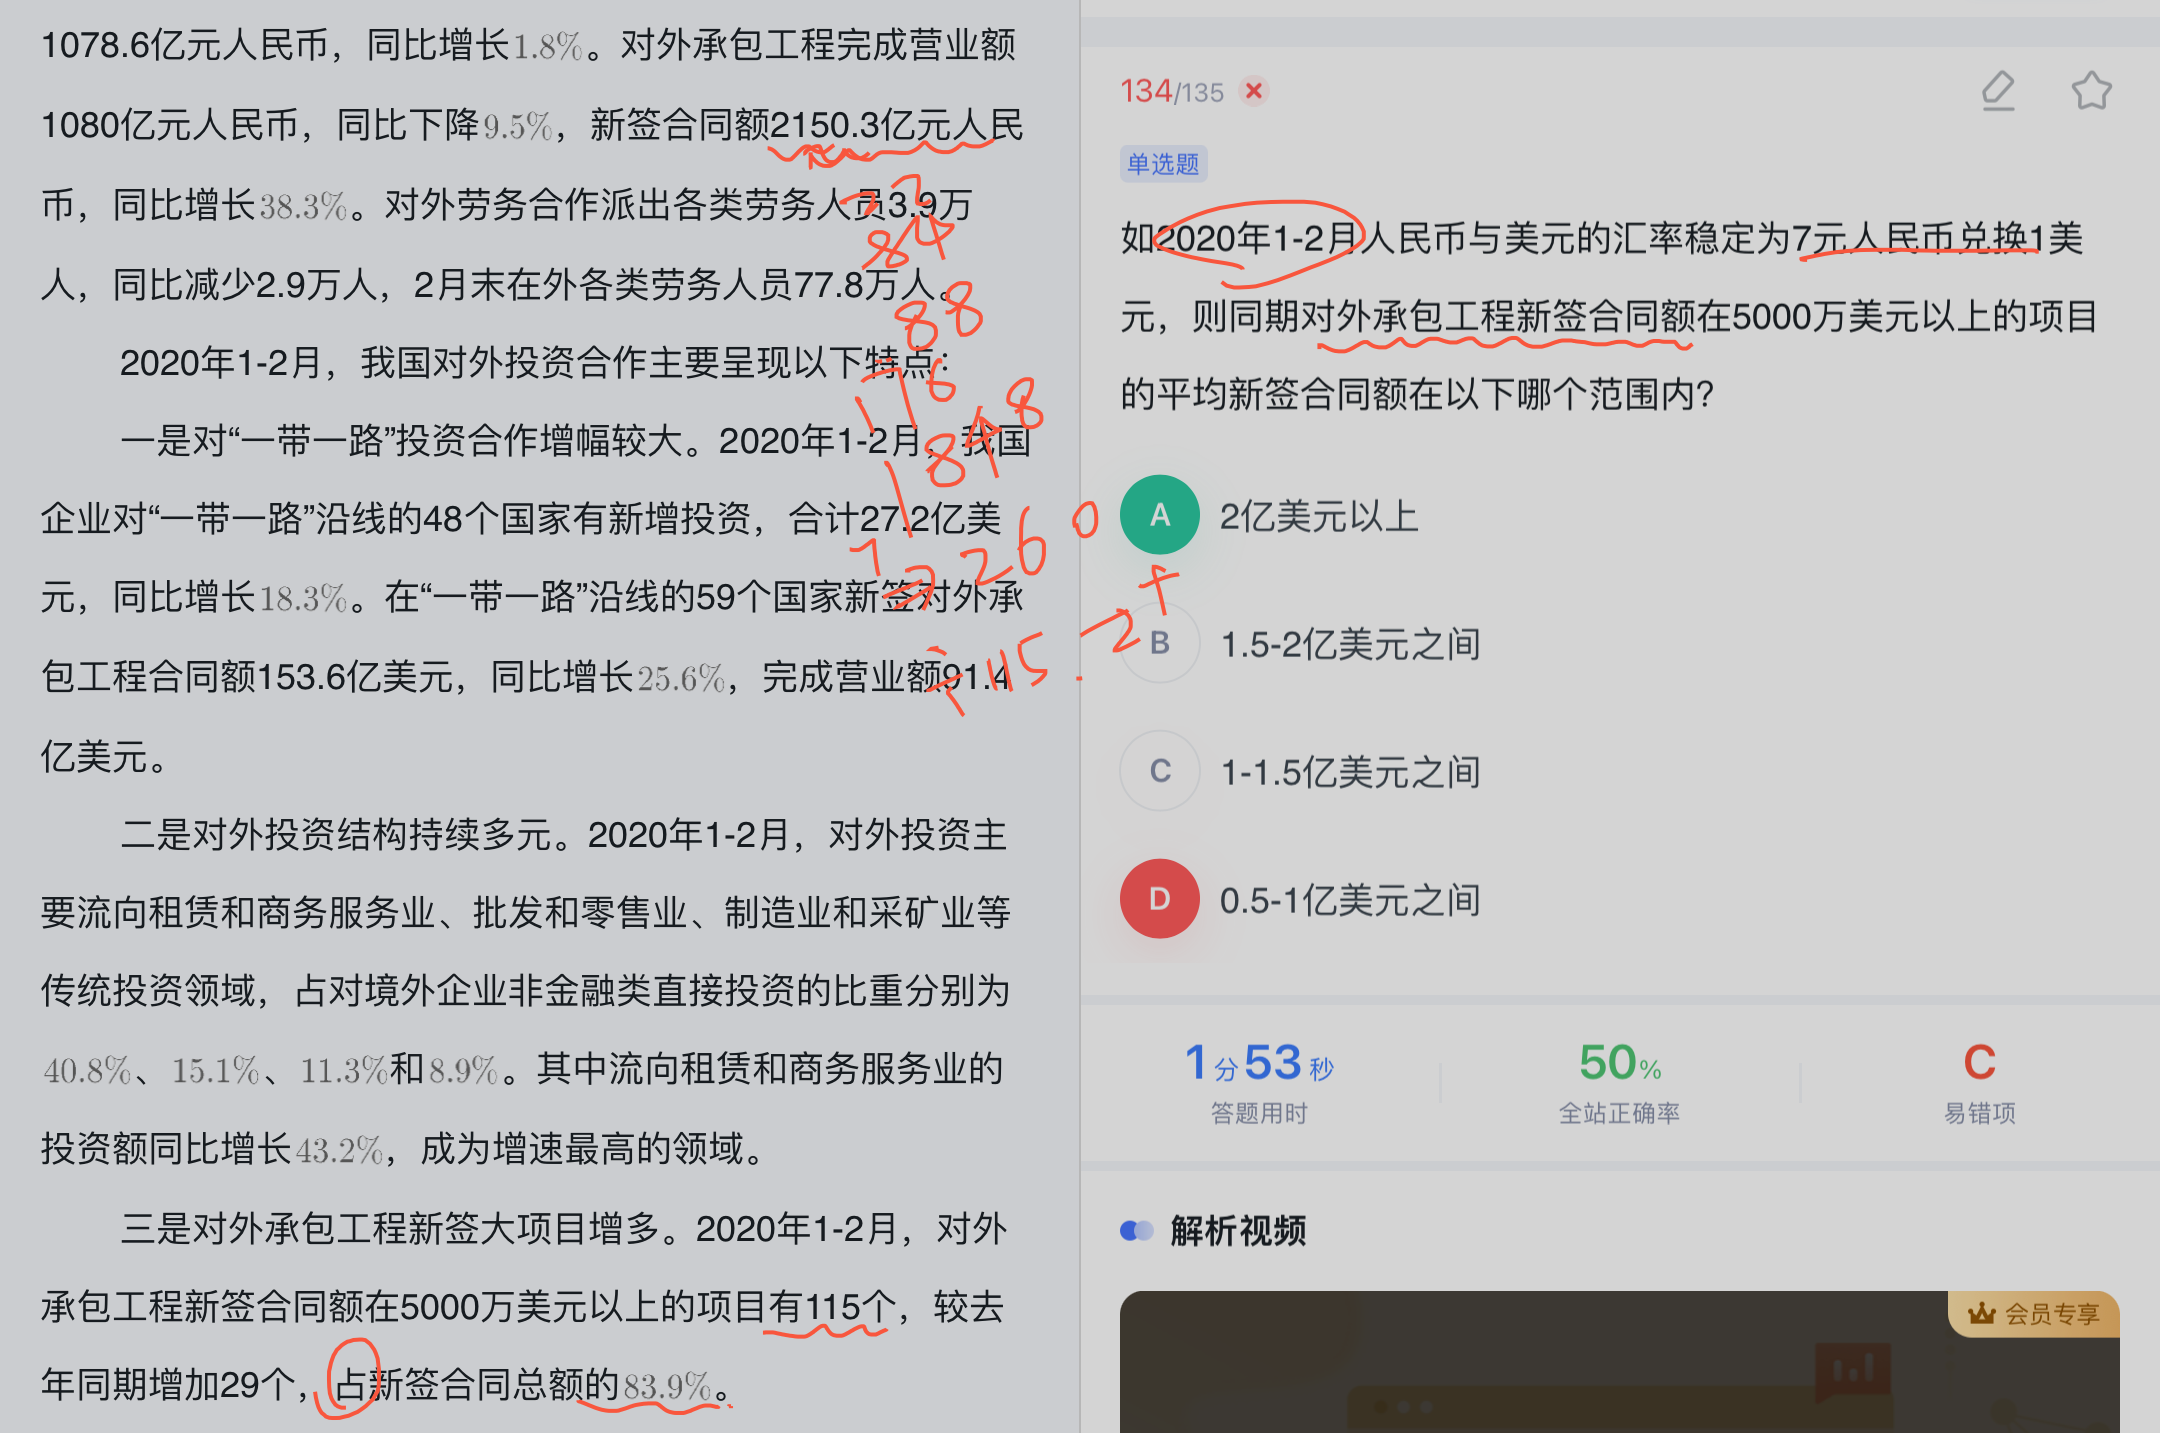 1078.6亿元人民币，同比增长1.8%。对外承包工程完成营业额
1080亿元人民币，同比下降9.5%，新签合同额2150.3亿元人民
币，同比增长38.3%。对外劳务合作派出各类劳务人员3.9万
人，同比减少2.9万人，2月末在外各类劳务人员77.8万人。
2020年1-2月，我国对外投资合作主要呈现以下特点：
一是对“一带一路”投资合作增幅较大。2020年1-2月，我国
企业对“一带一路”沿线的48个国家有新增投资，合计27.2亿美
元，同比增长18.3%。在“一带一路”沿线的59个国家新签对外承
包工程合同额153.6亿美元，同比增长25.6%，完成营业额91.4
亿美元。
二是对外投资结构持续多元。2020年1-2月，对外投资主
要流向租赁和商务服务业、批发和零售业、制造业和采矿业等
传统投资领域，占对境外企业非金融类直接投资的比重分别为
40.8%、15.1%、11.3%和8.9%。其中流向租赁和商务服务业的
投资额同比增长43.2%，成为增速最高的领域。
三是对外承包工程新签大项目增多。2020年1-2月，对外
承包工程新签合同额在5000万美元以上的项目有115个，较去
年同期增加29个，占新签合同总额的83.9%。
84
88
176
1848
260
115
2+
134/135
单选题
如2020年1-2月人民币与美元的汇率稳定为7元人民币兑换1美
元，则同期对外承包工程新签合同额在5000万美元以上的项目
的平均新签合同额在以下哪个范围内?
A 2亿美元以上
B 1.5-2亿美元之间
C 1-1.5亿美元之间
D 0.5-1亿美元之间
1分53秒 50% C
答题用时 全站正确率 易错项
解析视频
会员专享